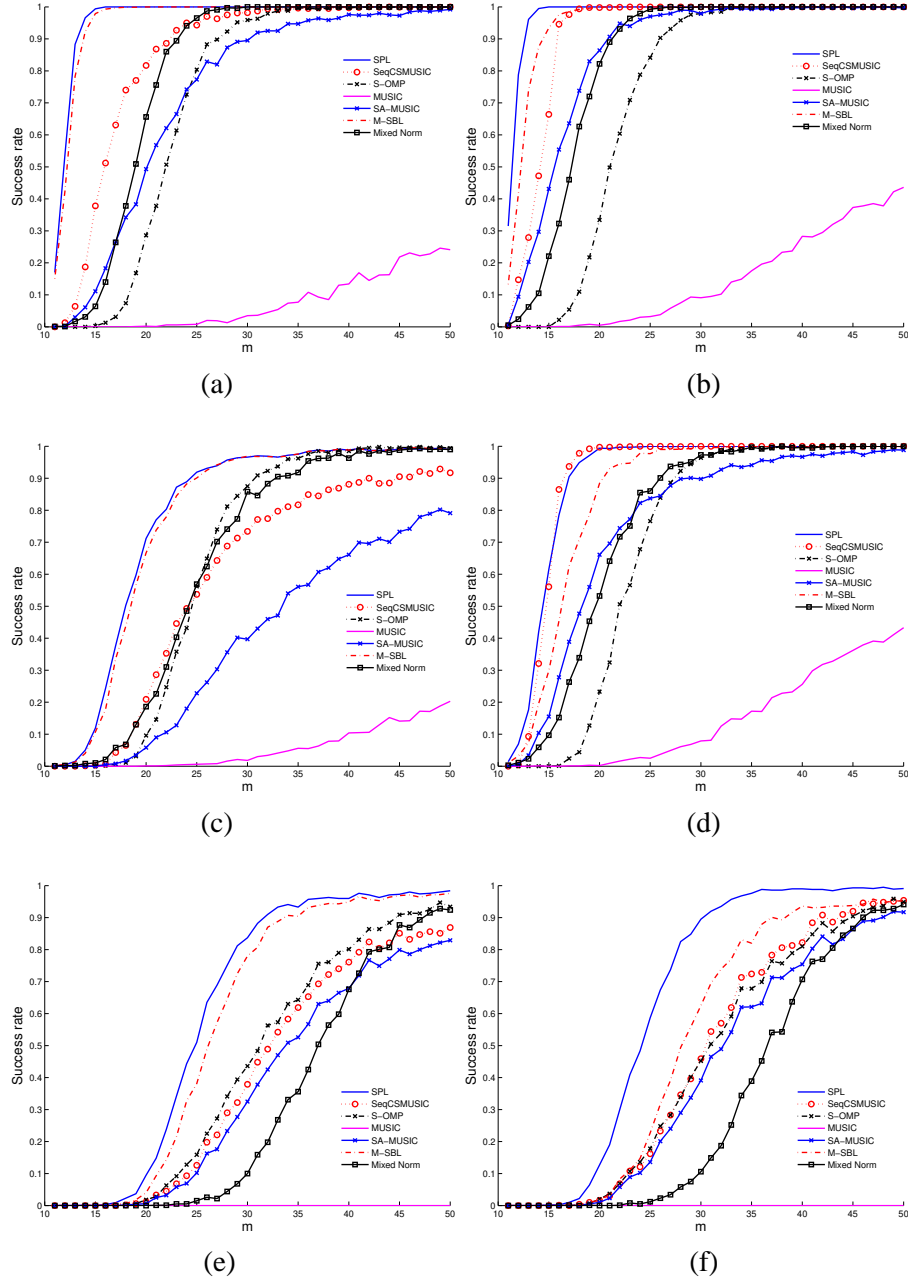 1
0.9
0.8
0.7
0.6
0.5
0.4
0.3
0.2
0.1
0
Success rate
10 15 20 25 30 35 40 45 50
m
SPL
SeqCSMUSIC
S-OMP
MUSIC
SA-MUSIC
M-SBL
Mixed Norm
(a)
1
0.9
0.8
0.7
0.6
0.5
0.4
0.3
0.2
0.1
0
Success rate
10 15 20 25 30 35 40 45 50
m
SPL
SeqCSMUSIC
S-OMP
MUSIC
SA-MUSIC
M-SBL
Mixed Norm
(b)
1
0.9
0.8
0.7
0.6
0.5
0.4
0.3
0.2
0.1
0
Success rate
10 15 20 25 30 35 40 45 50
m
SPL
SeqCSMUSIC
S-OMP
MUSIC
SA-MUSIC
M-SBL
Mixed Norm
(c)
1
0.9
0.8
0.7
0.6
0.5
0.4
0.3
0.2
0.1
0
Success rate
10 15 20 25 30 35 40 45 50
m
SPL
SeqCSMUSIC
S-OMP
MUSIC
SA-MUSIC
M-SBL
Mixed Norm
(d)
1
0.9
0.8
0.7
0.6
0.5
0.4
0.3
0.2
0.1
0
Success rate
10 15 20 25 30 35 40 45 50
m
SPL
SeqCSMUSIC
S-OMP
MUSIC
SA-MUSIC
M-SBL
Mixed Norm
(e)
1
0.9
0.8
0.7
0.6
0.5
0.4
0.3
0.2
0.1
0
Success rate
10 15 20 25 30 35 40 45 50
m
SPL
SeqCSMUSIC
S-OMP
MUSIC
SA-MUSIC
M-SBL
Mixed Norm
(f)